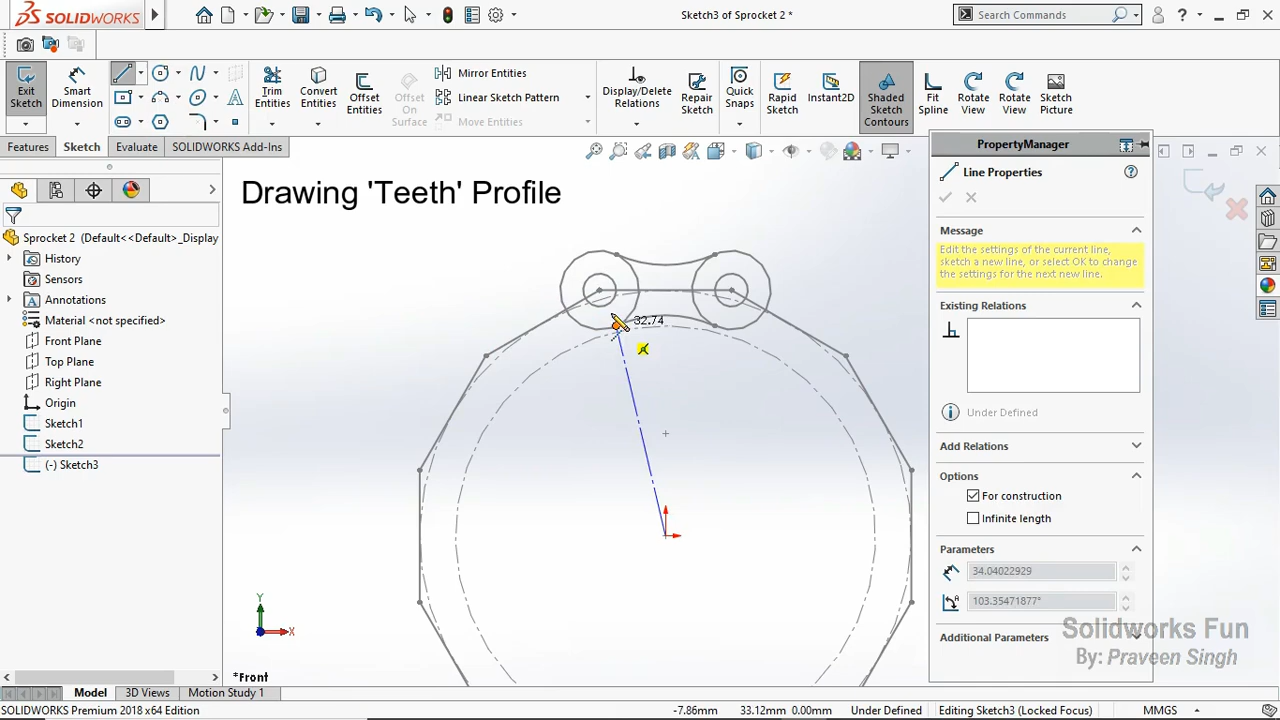 SOLIDWORKS
Sketch3 of Sprocket 2 *
Search Commands
?
Exit Sketch
Smart Dimension
Trim Entities
Convert Entities
Offset Entities
Offset On Surface
Mirror Entities
Linear Sketch Pattern
Move Entities
Display/Delete Relations
Repair Sketch
Quick Snaps
Rapid Sketch
Instant2D
Shaded Sketch Contours
Fit Spline
Rotate View
Rotate View
Sketch Picture
Features
Sketch
Evaluate
SOLIDWORKS Add-Ins
Drawing 'Teeth' Profile
Sprocket 2 (Default<<Default>_Display
History
Sensors
Annotations
Material <not specified>
Front Plane
Top Plane
Right Plane
Origin
Sketch1
Sketch2
(-) Sketch3
32.74
Y
X
Z
*Front
PropertyManager
Line Properties
Message
Edit the settings of the current line,
sketch a new line, or select OK to change
the settings for the next new line.
Existing Relations
Under Defined
Add Relations
Options
For construction
Infinite length
Parameters
34.04022929
103.35471877°
Additional Parameters
Solidworks Fun
By: Praveen Singh
Model
3D Views
Motion Study 1
SOLIDWORKS Premium 2018 x64 Edition
-7.86mm
33.12mm
0.00mm
Under Defined
Editing Sketch3 (Locked Focus)
MMGS